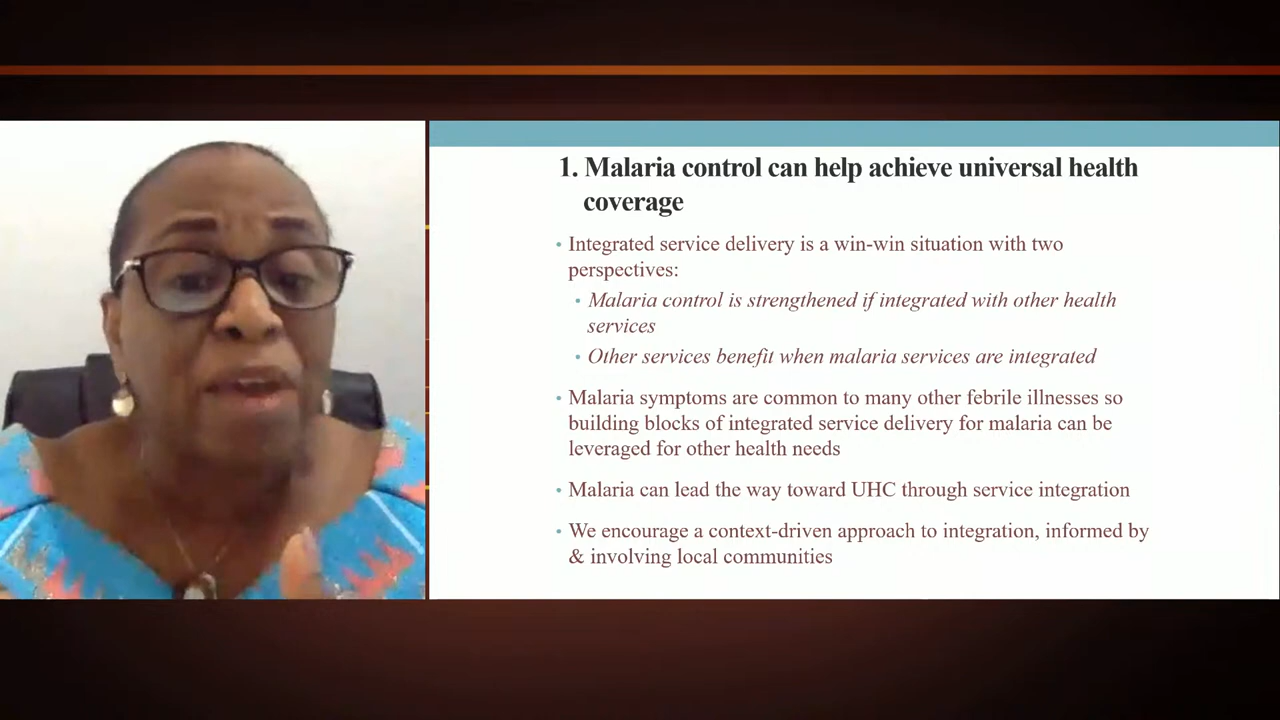 1. Malaria control can help achieve universal health
coverage
• Integrated service delivery is a win-win situation with two
perspectives:
• Malaria control is strengthened if integrated with other health
services
• Other services benefit when malaria services are integrated
• Malaria symptoms are common to many other febrile illnesses so
building blocks of integrated service delivery for malaria can be
leveraged for other health needs
• Malaria can lead the way toward UHC through service integration
• We encourage a context-driven approach to integration, informed by
& involving local communities